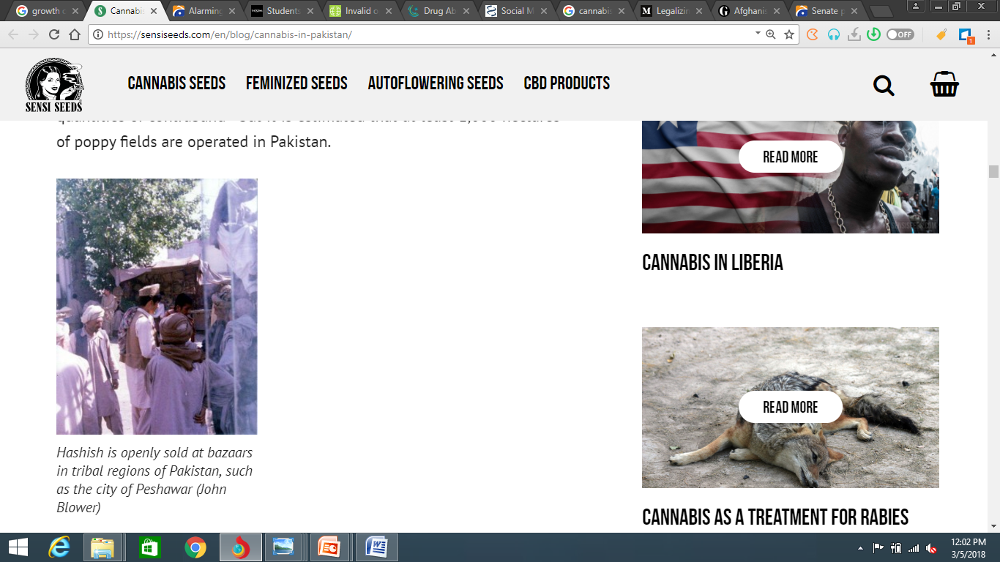 growth o
Cannabis
Alarming
Students
Invalid o
Drug Ab
Social M
cannabis
Legalizin
Afghanis
Senate p
https://sensiseeds.com/en/blog/cannabis-in-pakistan/
OFF
1
SENSI SEEDS
CANNABIS SEEDS FEMINIZED SEEDS AUTOFLOWERING SEEDS CBD PRODUCTS
of poppy fields are operated in Pakistan.
Hashish is openly sold at bazaars
in tribal regions of Pakistan, such
as the city of Peshawar (John
Blower)
READ MORE
CANNABIS IN LIBERIA
READ MORE
CANNABIS AS A TREATMENT FOR RABIES
12:02 PM
3/5/2018